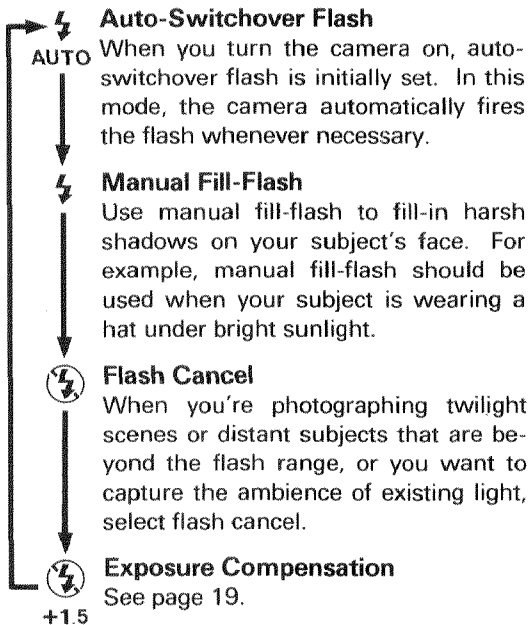 Auto-Switchover Flash
AUTO When you turn the camera on, auto-
switchover flash is initially set. In this
mode, the camera automatically fires
the flash whenever necessary.
Manual Fill-Flash
Use manual fill-flash to fill-in harsh
shadows on your subject's face. For
example, manual fill-flash should be
used when your subject is wearing a
hat under bright sunlight.
Flash Cancel
When you're photographing twilight
scenes or distant subjects that are be-
yond the flash range, or you want to
capture the ambience of existing light,
select flash cancel.
Exposure Compensation
See page 19.
+1.5